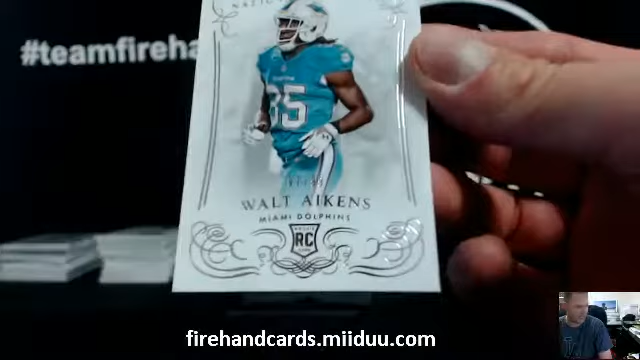 #teamfireha
35
WALT AIKENS
MIAMI DOLPHINS
RC
firehandcards.miiduu.com